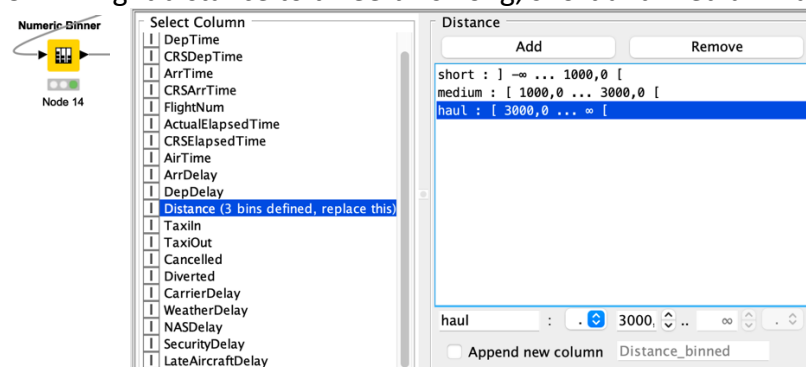 Numeric Binner
Node 14
Select Column
DepTime
CRSDepTime
ArrTime
CRSArrTime
FlightNum
ActualElapsedTime
CRSElapsedTime
AirTime
ArrDelay
DepDelay
Distance (3 bins defined, replace this)
TaxiIn
TaxiOut
Cancelled
Diverted
CarrierDelay
WeatherDelay
NASDelay
SecurityDelay
LateAircraftDelay
Distance
Add Remove
short : ] -∞ ... 1000,0 [
medium : [ 1000,0 ... 3000,0 [
haul : [ 3000,0 ... ∞ [
haul : . 3000, .. ∞ .
Append new column Distance_binned